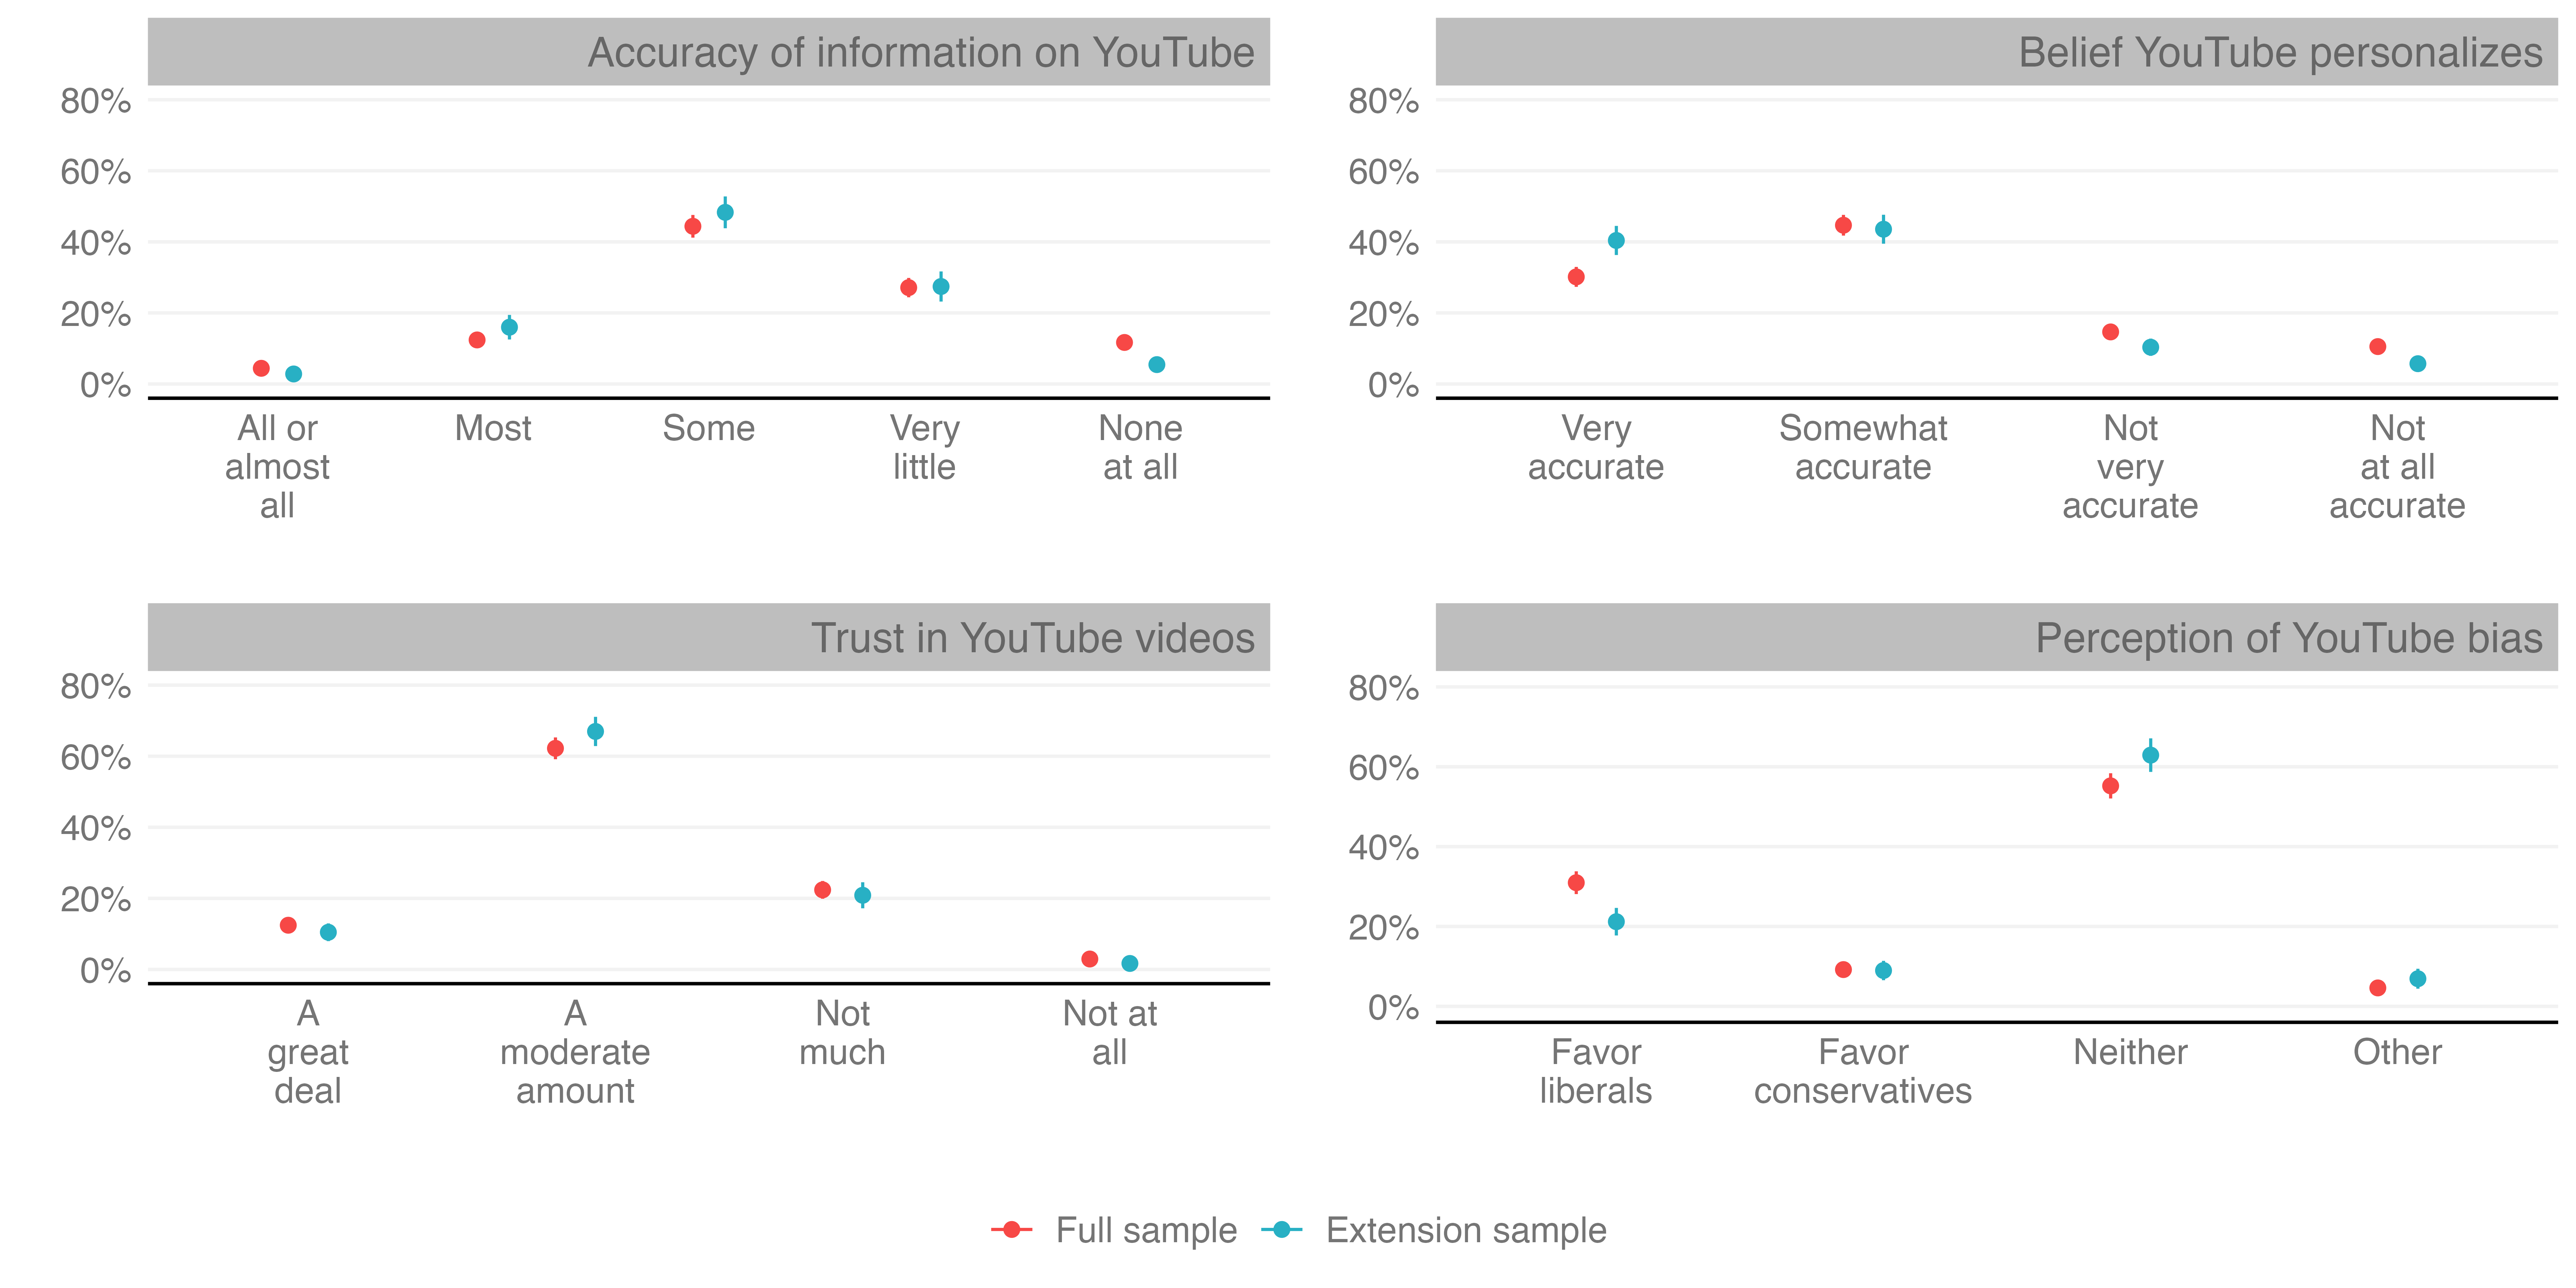 Accuracy of information on YouTube
80%
60%
40%
20%
0%
All or
almost
all
Most
Some
Very
little
None
at all
Belief YouTube personalizes
80%
60%
40%
20%
0%
Very
accurate
Somewhat
accurate
Not
very
accurate
Not
at all
accurate
Trust in YouTube videos
80%
60%
40%
20%
0%
A
great
deal
A
moderate
amount
Not
much
Not at
all
Perception of YouTube bias
80%
60%
40%
20%
0%
Favor
liberals
Favor
conservatives
Neither
Other
Full sample
Extension sample